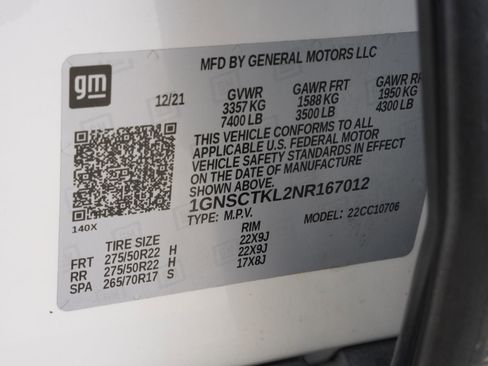 gm
MFD BY GENERAL MOTORS LLC
12/21
GVWR GAWR FRT GAWR RR
3357 KG 1588 KG 1950 KG
7400 LB 3500 LB 4300 LB
THIS VEHICLE CONFORMS TO ALL
APPLICABLE U.S. FEDERAL MOTOR
VEHICLE SAFETY STANDARDS IN EFFECT
ON THE DATE OF MANUFACTURE
SHOWN ABOVE.
1GNSCTKL2NR167012
TYPE: M.P.V. MODEL: 22CC10706
140X
TIRE SIZE RIM
FRT 275/50R22 H 22X9J
RR 275/50R22 H 22X9J
SPA 265/70R17 S 17X8J